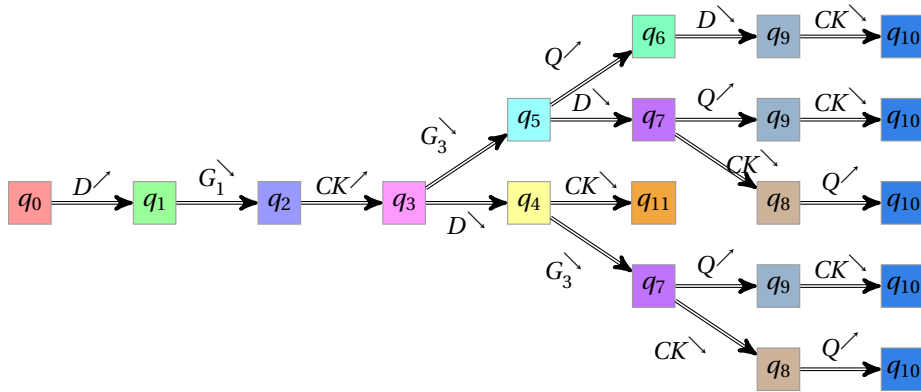 q₆ D↘ q₉ CK↘ q₁₀
Q↗
G₃↘ q₅ D↘ q₇ Q↗ q₉ CK↘ q₁₀
CK↘
q₀ D↗ q₁ G₁↘ q₂ CK↗ q₃ D↘ q₄ CK↘ q₁₁ q₈ Q↗ q₁₀
G₃↘ q₇ Q↗ q₉ CK↘ q₁₀
CK↘ q₈ Q↗ q₁₀